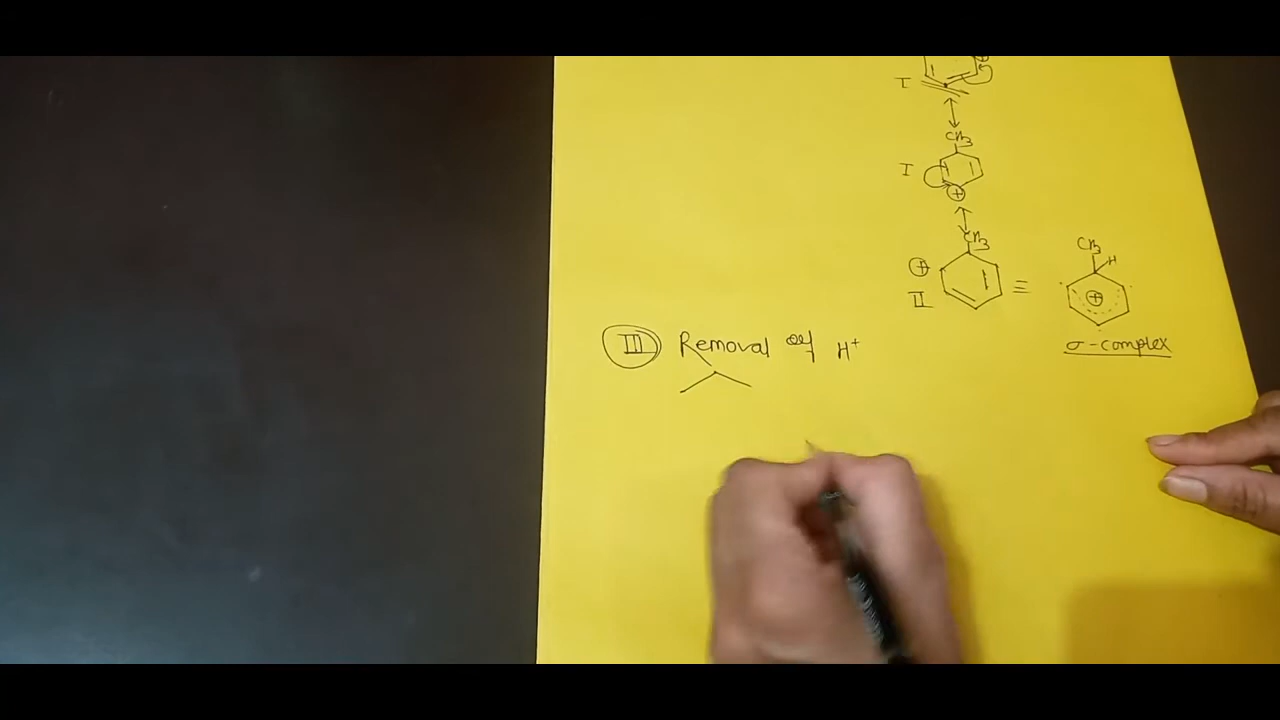 I
CH3
I
⊕
CH3
⊕
II
≡
CH3
H
⊕
σ-complex
III Removal of H+